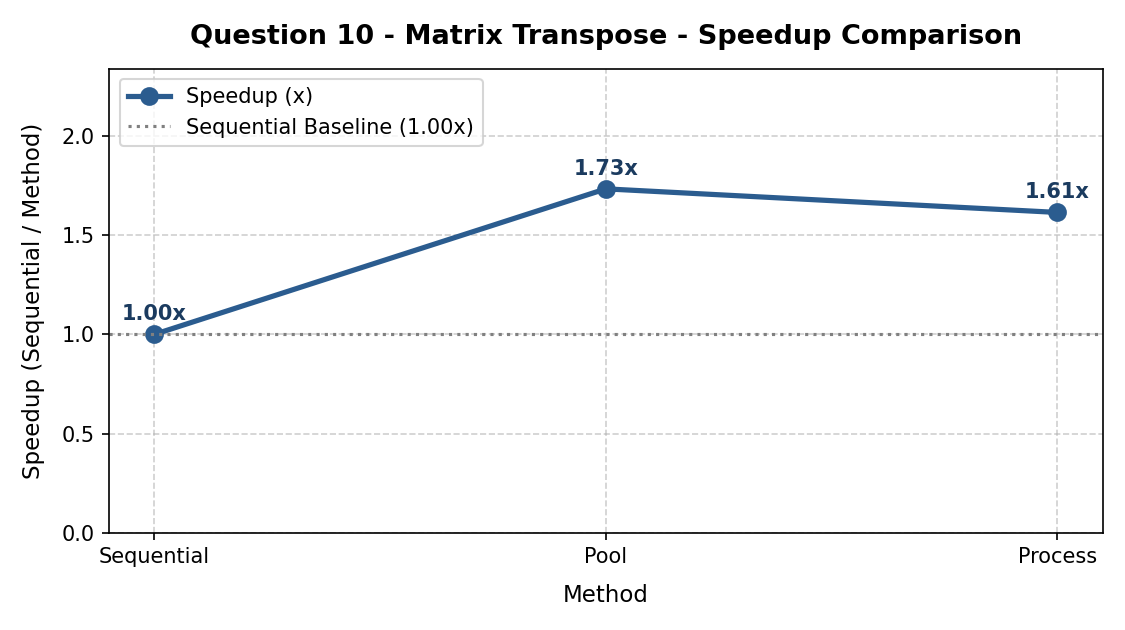 Question 10 - Matrix Transpose - Speedup Comparison
Speedup (x)
Sequential Baseline (1.00x)
Speedup (Sequential / Method)
2.0
1.5
1.0
0.5
0.0
1.00x
1.73x
1.61x
Sequential
Pool
Process
Method